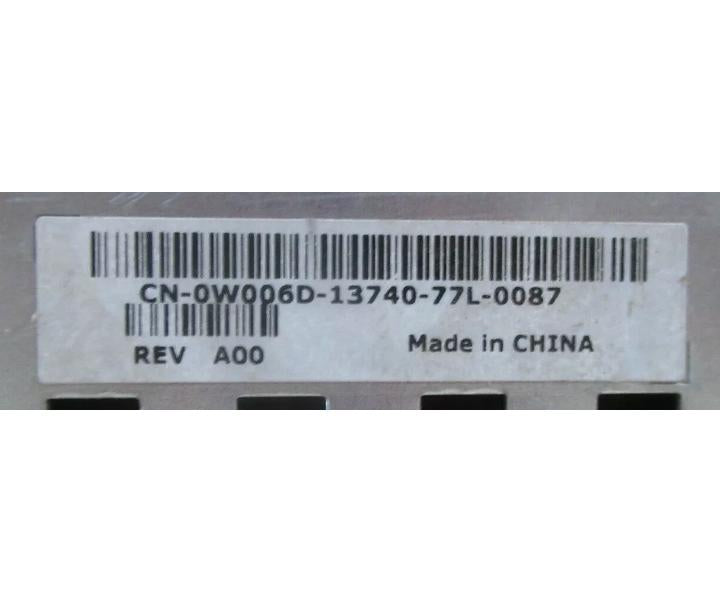 CN-0W006D-13740-77L-0087
REV A00
Made in CHINA